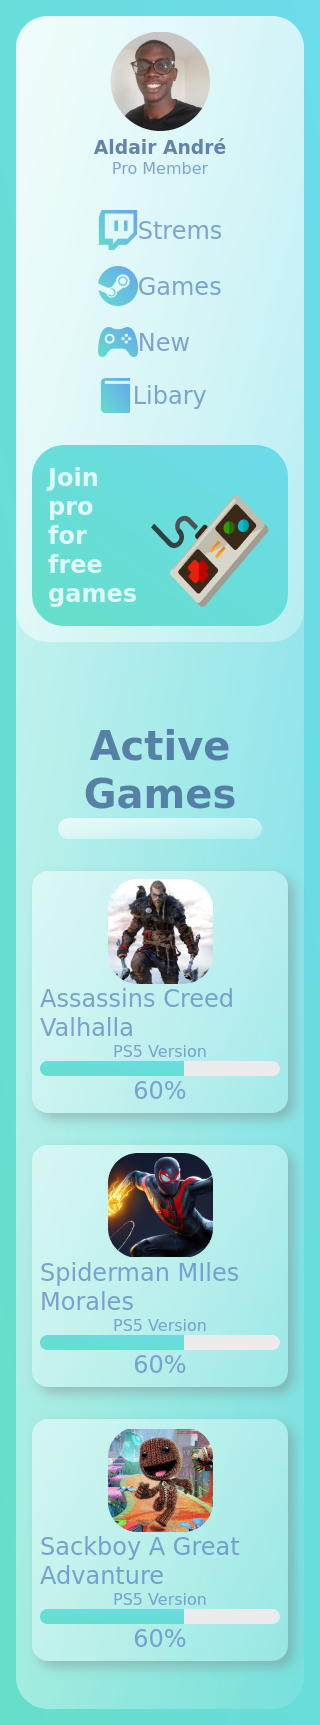 Aldair André
Pro Member
Strems
Games
New
Libary
Join
pro
for
free
games
Active
Games
Assassins Creed
Valhalla
PS5 Version
60%
Spiderman MIles
Morales
PS5 Version
60%
Sackboy A Great
Advanture
PS5 Version
60%